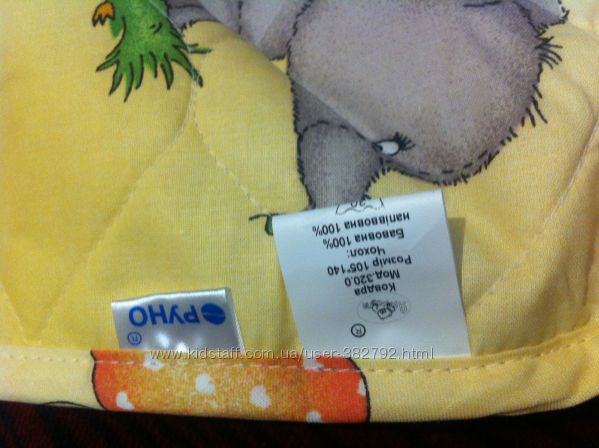 РУНО
R
R
Ковдра
Мод.320.0
Розмір 105*140
Чохол:
Бавовна 100%
напіввовна 100%
www.kidstaff.com.ua/user-382792.html